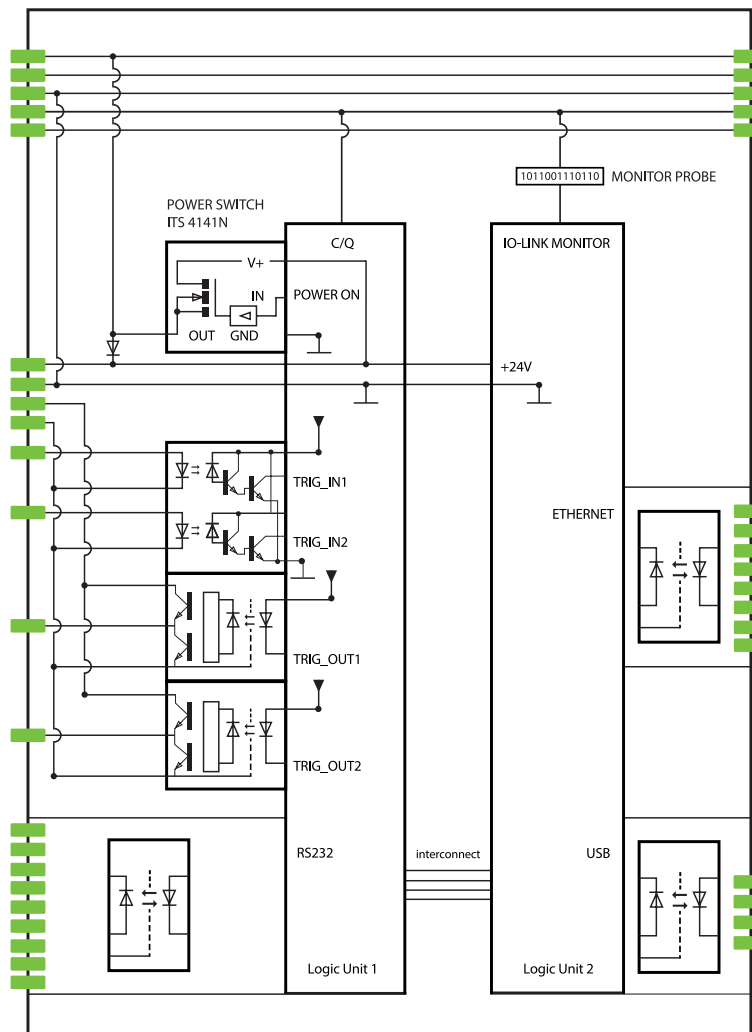 1011001110110 MONITOR PROBE
POWER SWITCH
ITS 4141N
C/Q
IO-LINK MONITOR
V+
IN
POWER ON
OUT
GND
+24V
TRIG_IN1
ETHERNET
TRIG_IN2
TRIG_OUT1
TRIG_OUT2
RS232
interconnect
USB
Logic Unit 1
Logic Unit 2